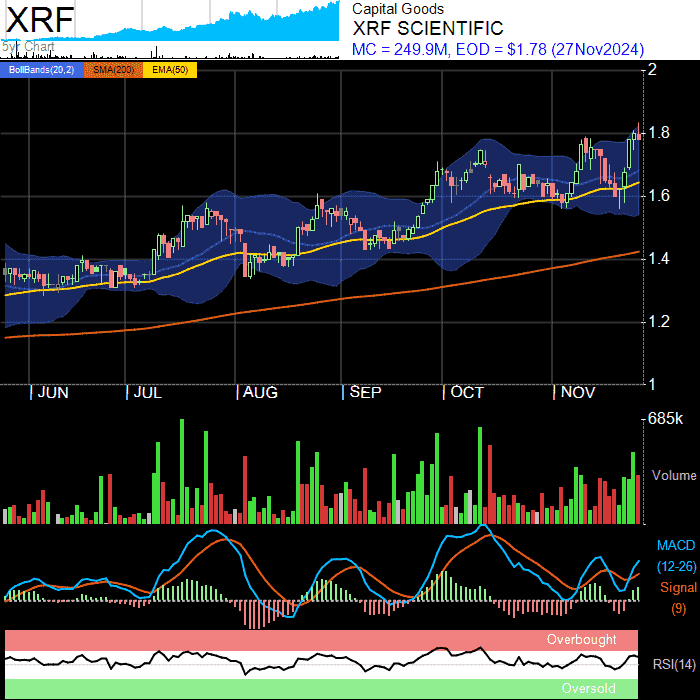 XRF
5yr Chart
Capital Goods
XRF SCIENTIFIC
MC = 249.9M, EOD = $1.78 (27Nov2024)
BollBands(20,2) SMA(200) EMA(50)
2
1.8
1.6
1.4
1.2
1
JUN JUL AUG SEP OCT NOV
685k
Volume
MACD
(12-26)
Signal
(9)
Overbought
RSI(14)
Oversold